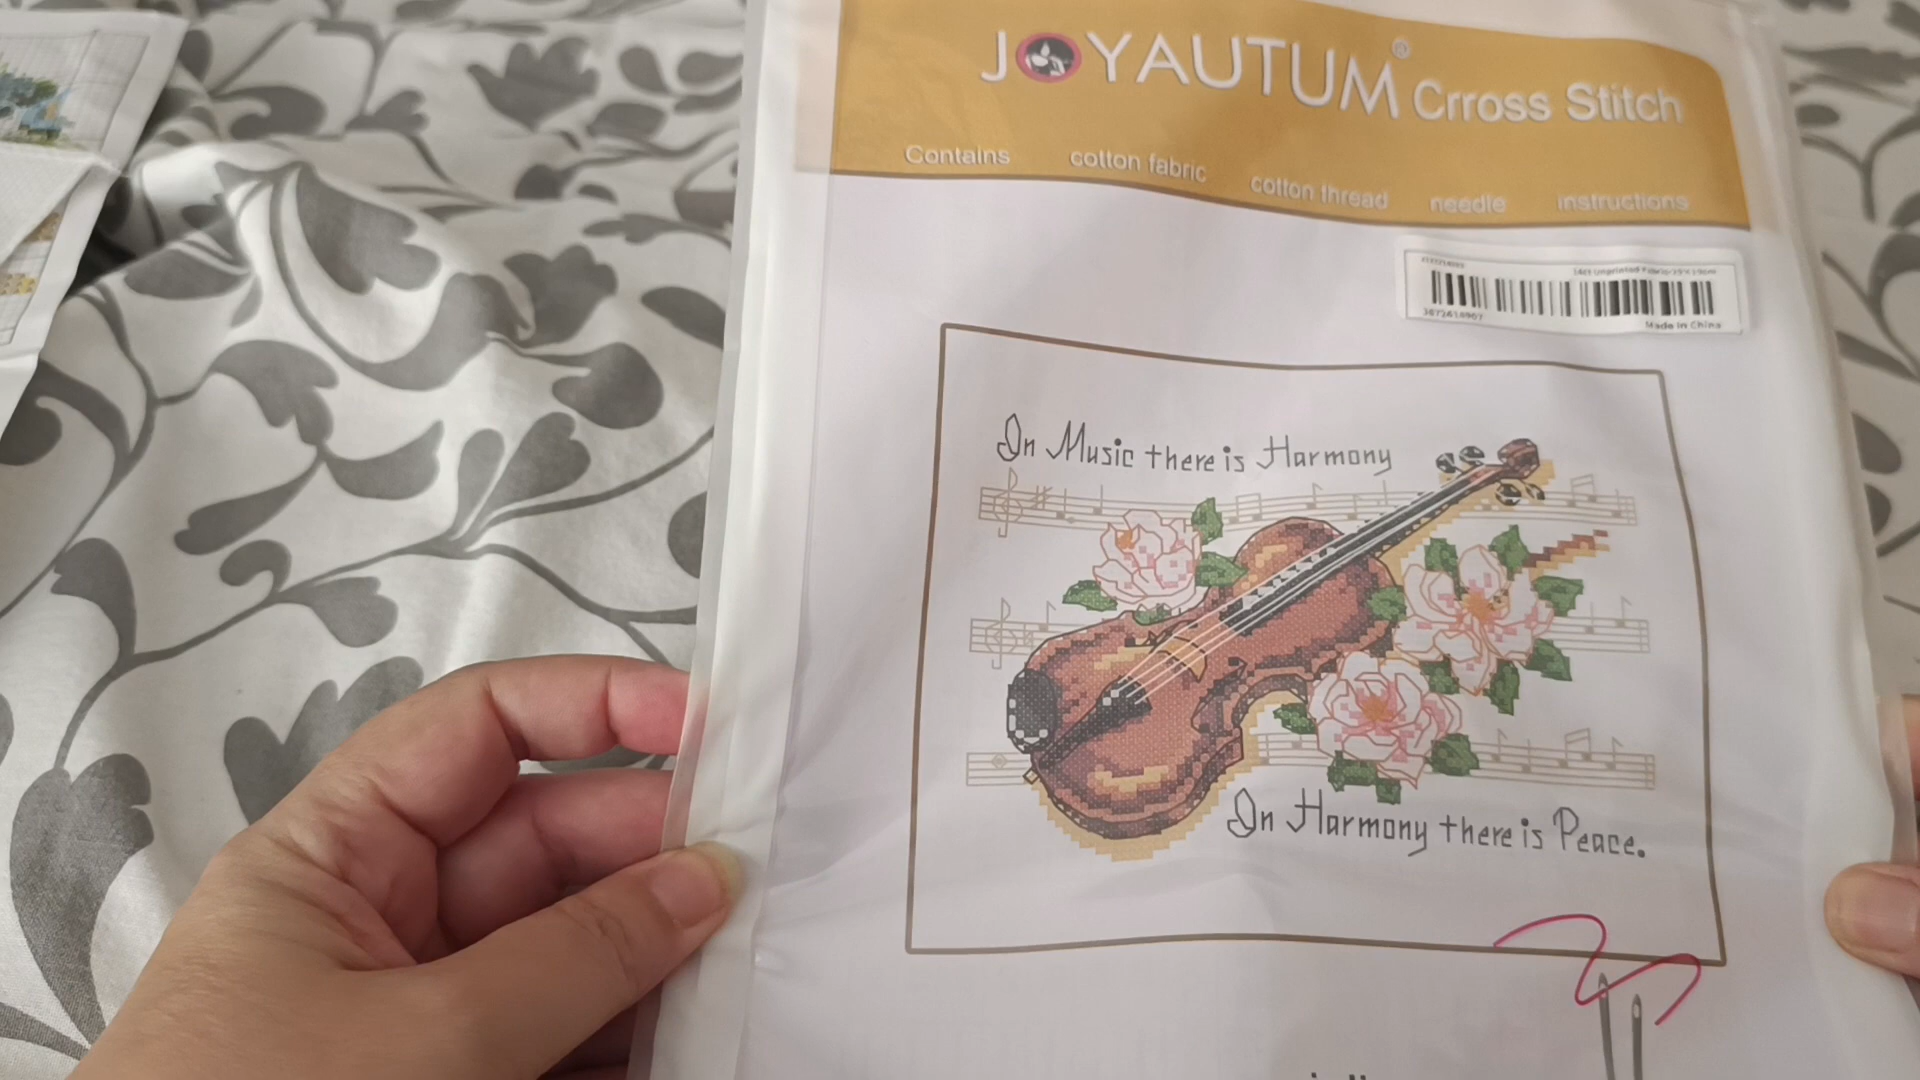 JOYAUTUM® Crross Stitch
Contains cotton fabric cotton thread needle instructions
Made in China
In Music there is Harmony
In Harmony there is Peace.